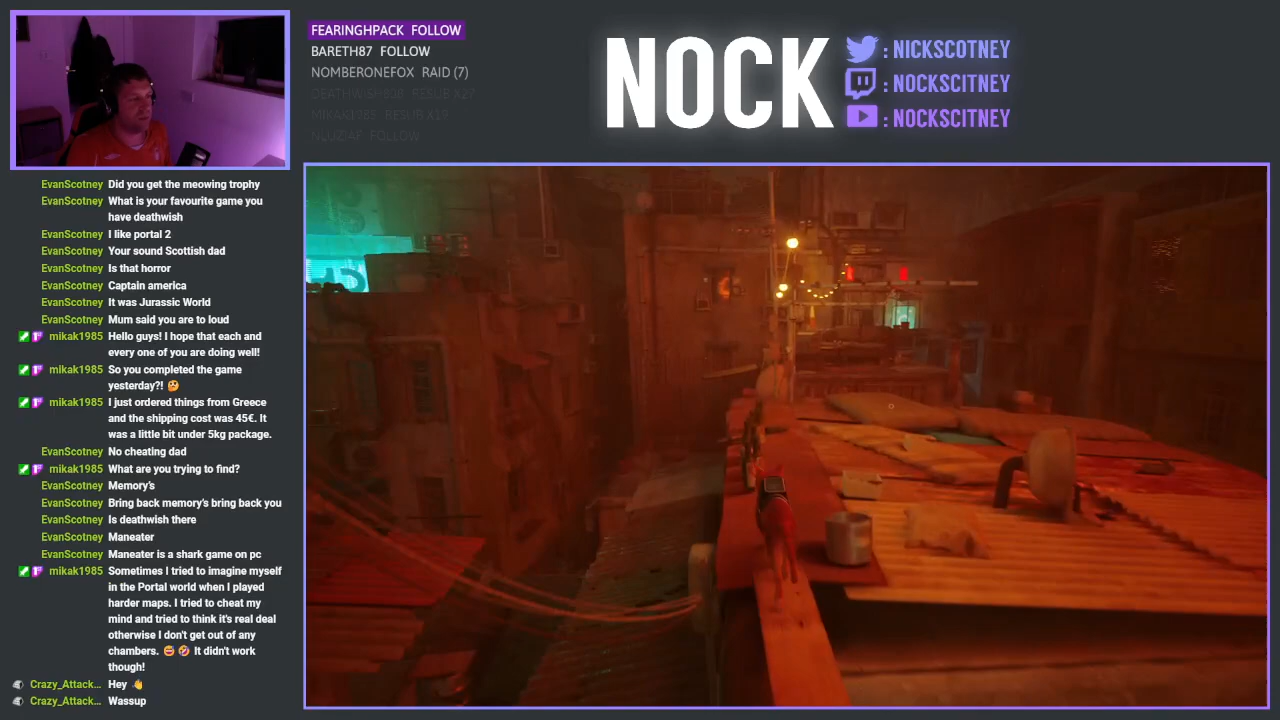 FEARINGHPACK FOLLOW
BARETH87 FOLLOW
NOMBERONEFOX RAID (7)
DEATHWISH808 RESUB X27
MIKAK1985 RESUB X19
FOLLOW
NOCK
: NICKSCOTNEY
: NOCKSCITNEY
: NOCKSCITNEY
EvanScotney Did you get the meowing trophy
EvanScotney What is your favourite game you
have deathwish
EvanScotney I like portal 2
EvanScotney Your sound Scottish dad
EvanScotney Is that horror
EvanScotney Captain america
EvanScotney It was Jurassic World
EvanScotney Mum said you are to loud
mikak1985 Hello guys! I hope that each and
every one of you are doing well!
mikak1985 So you completed the game
yesterday?! 🤔
mikak1985 I just ordered things from Greece
and the shipping cost was 45€. It
was a little bit under 5kg package.
EvanScotney No cheating dad
mikak1985 What are you trying to find?
EvanScotney Memory's
EvanScotney Bring back memory's bring back you
EvanScotney Is deathwish there
EvanScotney Maneater
EvanScotney Maneater is a shark game on pc
mikak1985 Sometimes I tried to imagine myself
in the Portal world when I played
harder maps. I tried to cheat my
mind and tried to think it's real deal
otherwise I don't get out of any
chambers. 😅 🤣 It didn't work
though!
Crazy_Attack... Hey 👋
Crazy_Attack... Wassup